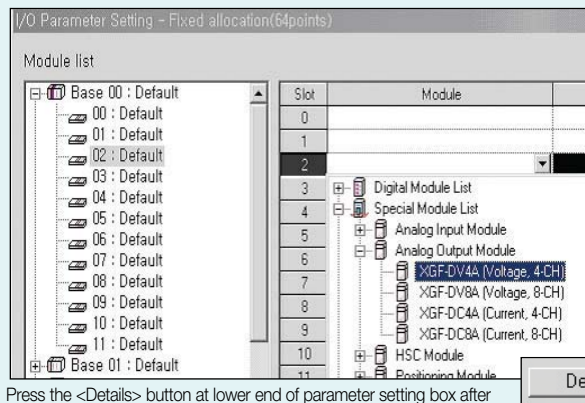 I/O Parameter Setting - Fixed allocation(64points)
Module list
Base 00 : Default
00 : Default
01 : Default
02 : Default
03 : Default
04 : Default
05 : Default
06 : Default
07 : Default
08 : Default
09 : Default
10 : Default
11 : Default
Base 01 : Default
Slot Module
0
1
2
3 Digital Module List
4 Special Module List
5 Analog Input Module
6 Analog Output Module
7 XGF-DV4A (Voltage, 4-CH)
XGF-DV8A (Voltage, 8-CH)
8 XGF-DC4A (Current, 4-CH)
9 XGF-DC8A (Current, 8-CH)
10 HSC Module
11 Positioning Module
De
Press the <Details> button at lower end of parameter setting box after